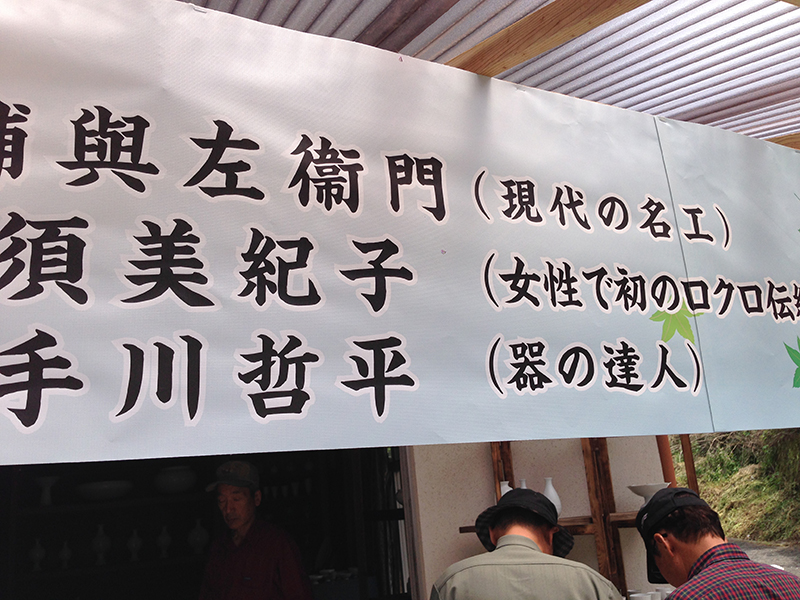 與左衞門(現代の名工)
須美紀子(女性で初のロクロ伝
手川哲平(器の達人)